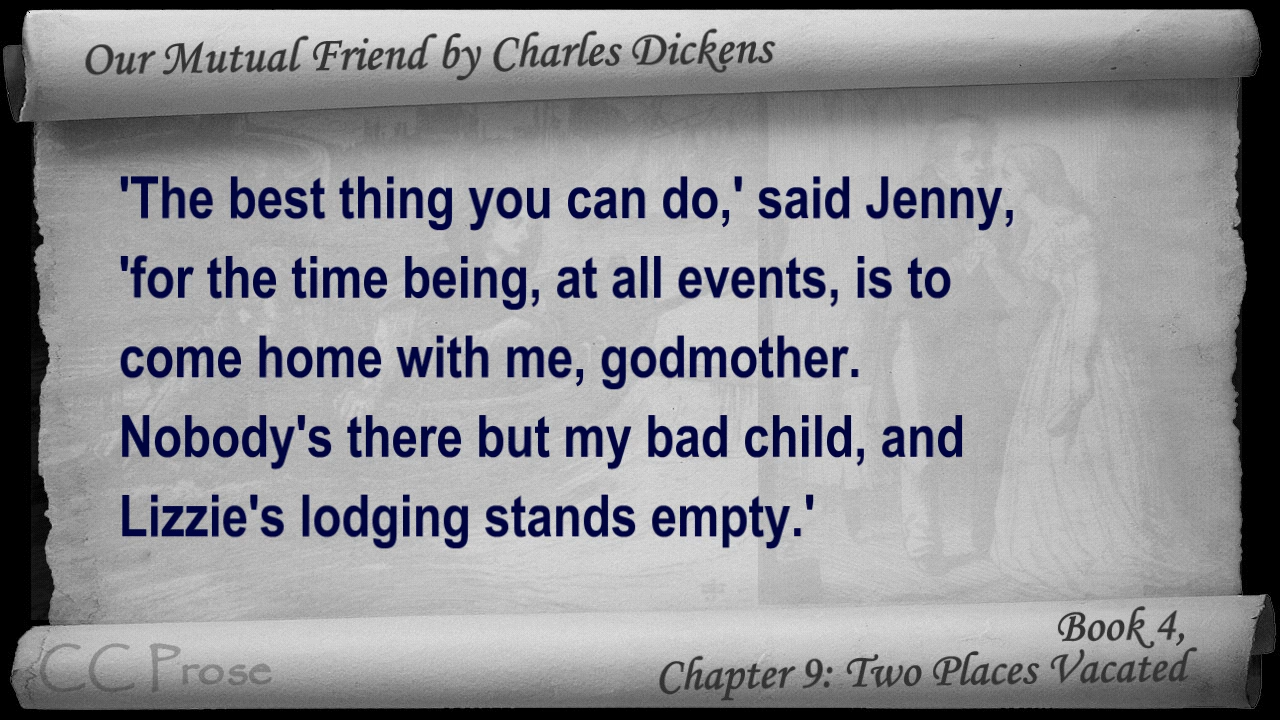 Our Mutual Friend by Charles Dickens
'The best thing you can do,' said Jenny,
'for the time being, at all events, is to
come home with me, godmother.
Nobody's there but my bad child, and
Lizzie's lodging stands empty.'
Book 4,
Chapter 9: Two Places Vacated
CC Prose